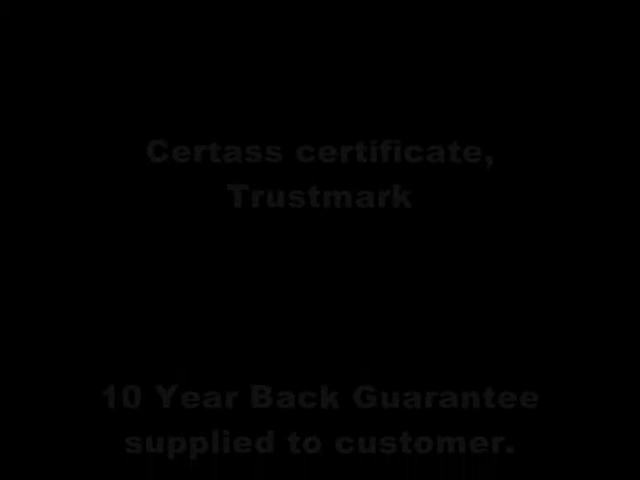 Certass certificate,
Trustmark
10 Year Back Guarantee
supplied to customer.